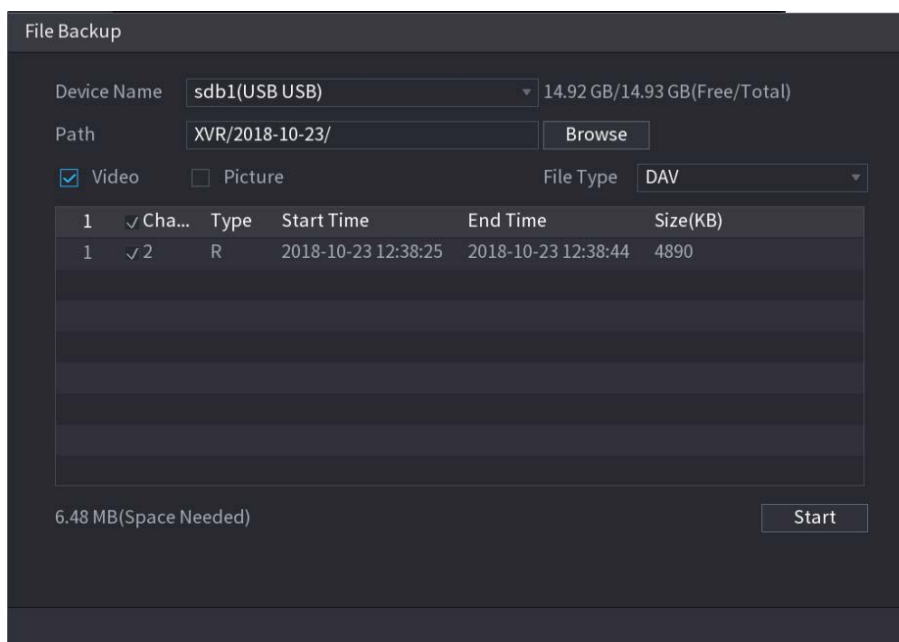 File Backup
Device Name sdb1(USB USB) 14.92 GB/14.93 GB(Free/Total)
Path XVR/2018-10-23/ Browse
Video Picture File Type DAV
1 Cha... Type Start Time End Time Size(KB)
1 2 R 2018-10-23 12:38:25 2018-10-23 12:38:44 4890
6.48 MB(Space Needed) Start